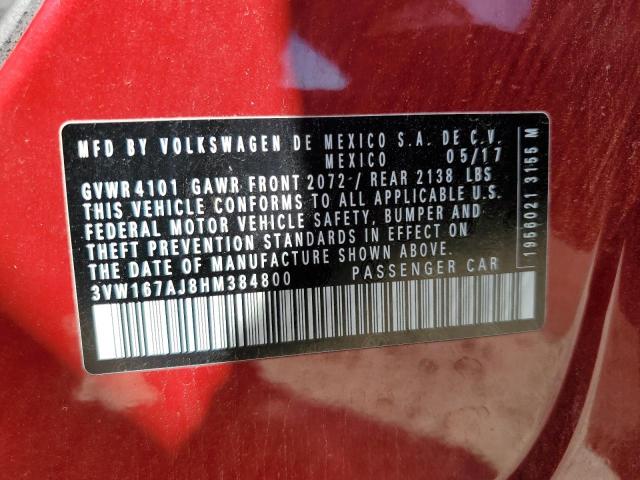 MFD BY VOLKSWAGEN DE MEXICO S.A. DE C.V.
MEXICO 05/17
GVWR 4101 GAWR FRONT 2072 / REAR 2138 LBS
THIS VEHICLE CONFORMS TO ALL APPLICABLE U.S.
FEDERAL MOTOR VEHICLE SAFETY, BUMPER AND
THEFT PREVENTION STANDARDS IN EFFECT ON
THE DATE OF MANUFACTURE SHOWN ABOVE.
3VW167AJ8HM384800 PASSENGER CAR
1956021 3155 M